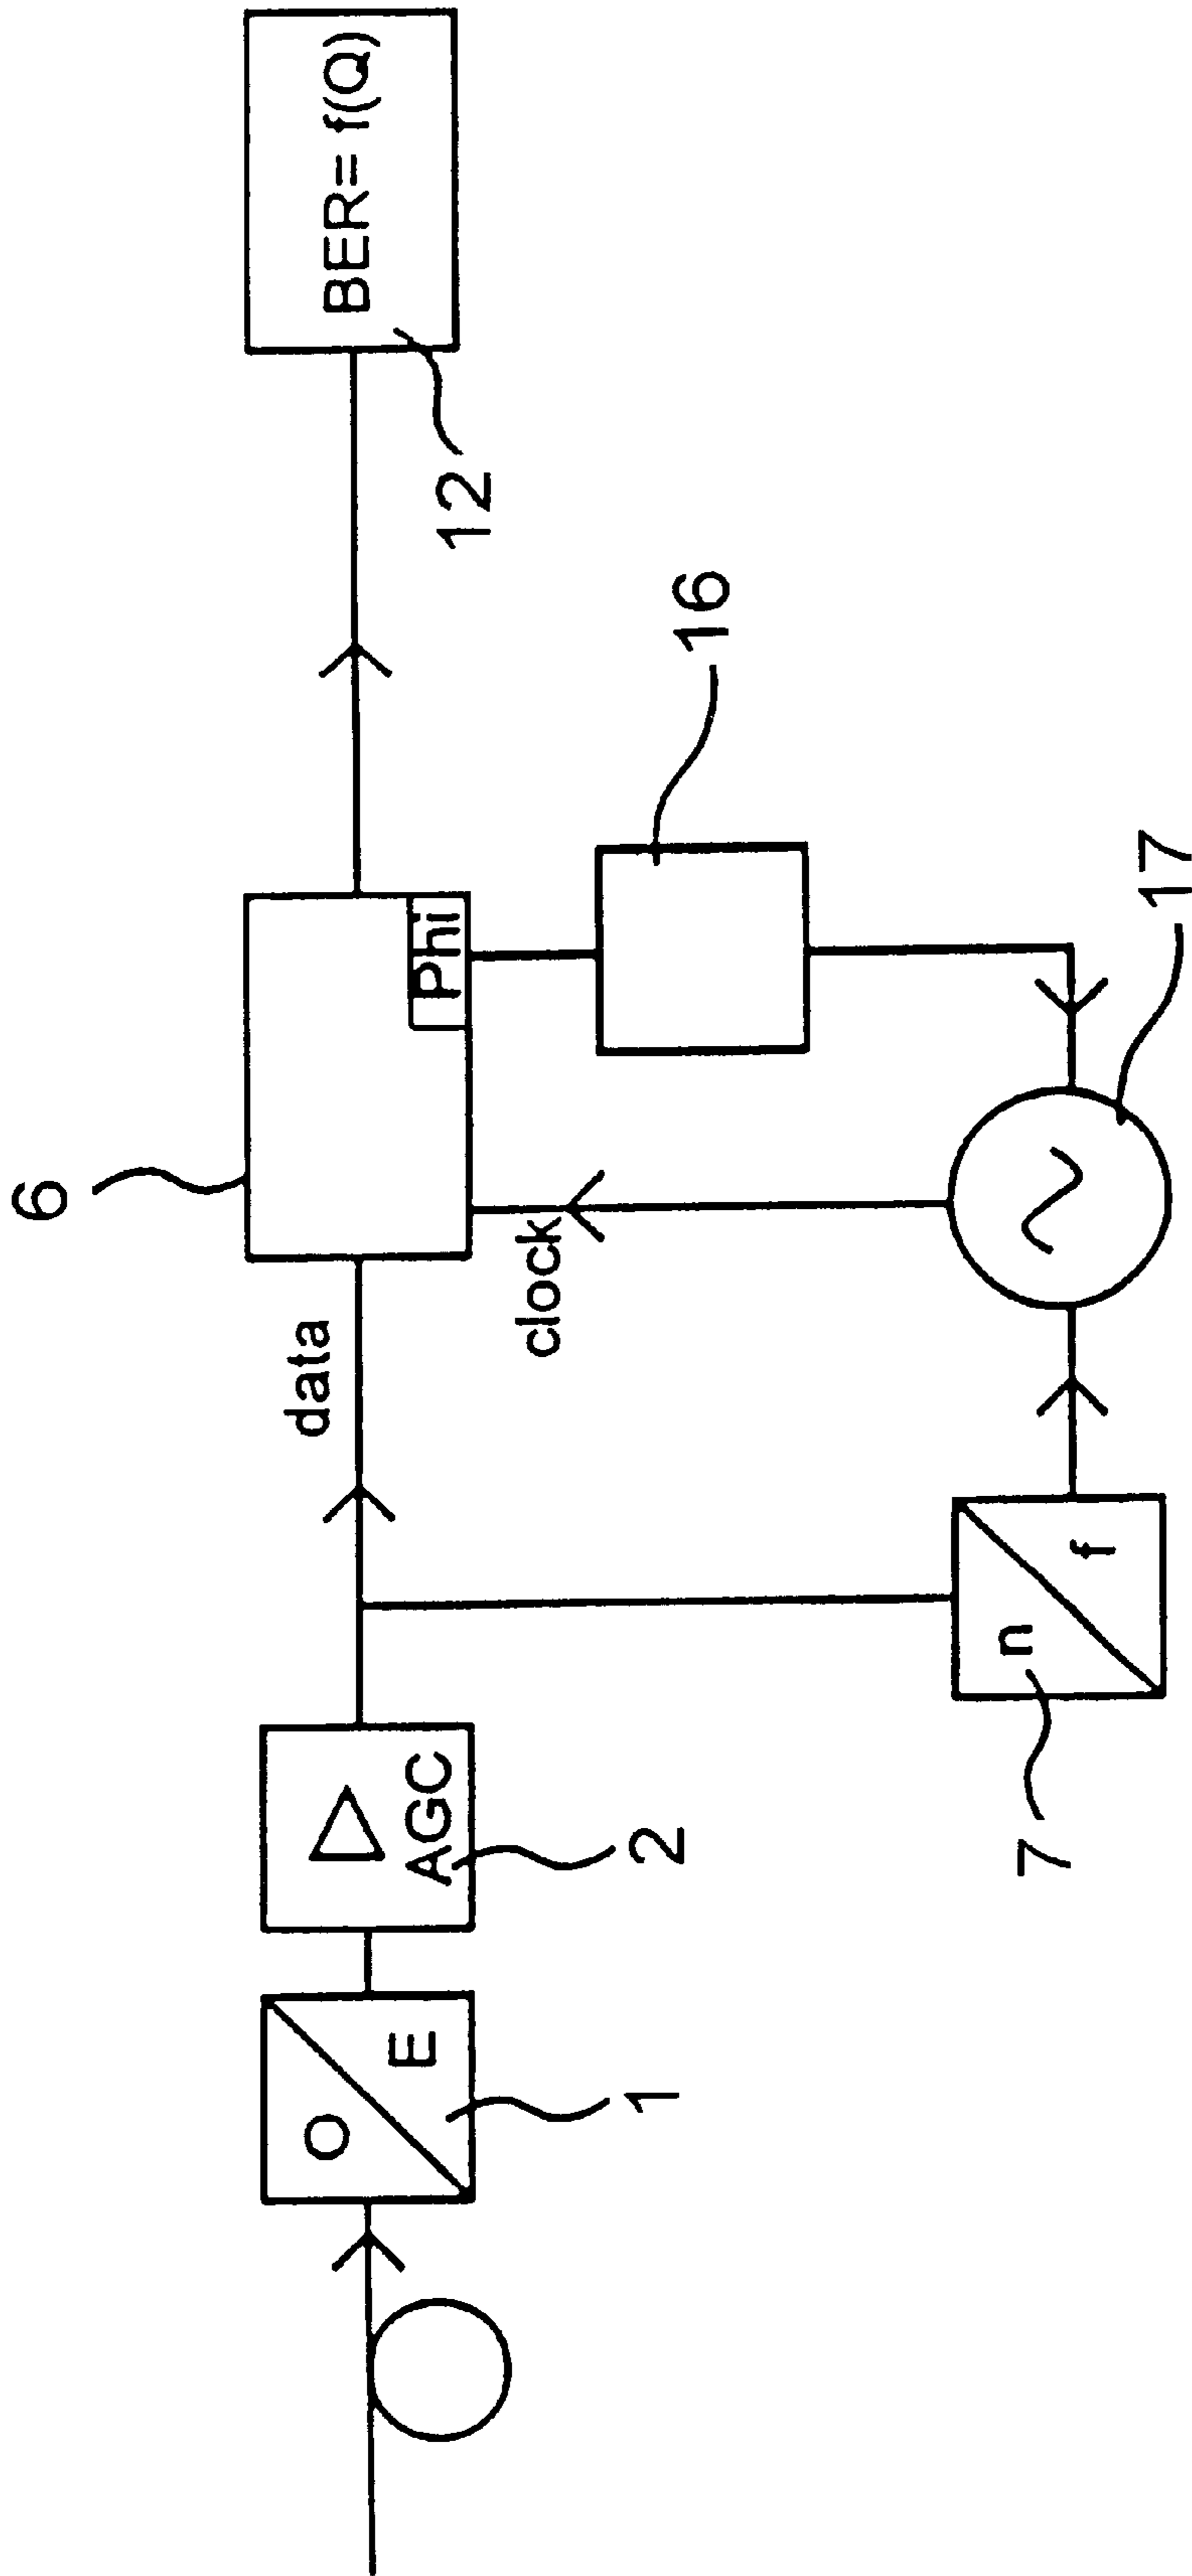 6
data
BER= f(Q)
O
E
1
AGC
2
clock
Phi
12
16
n
f
7
17